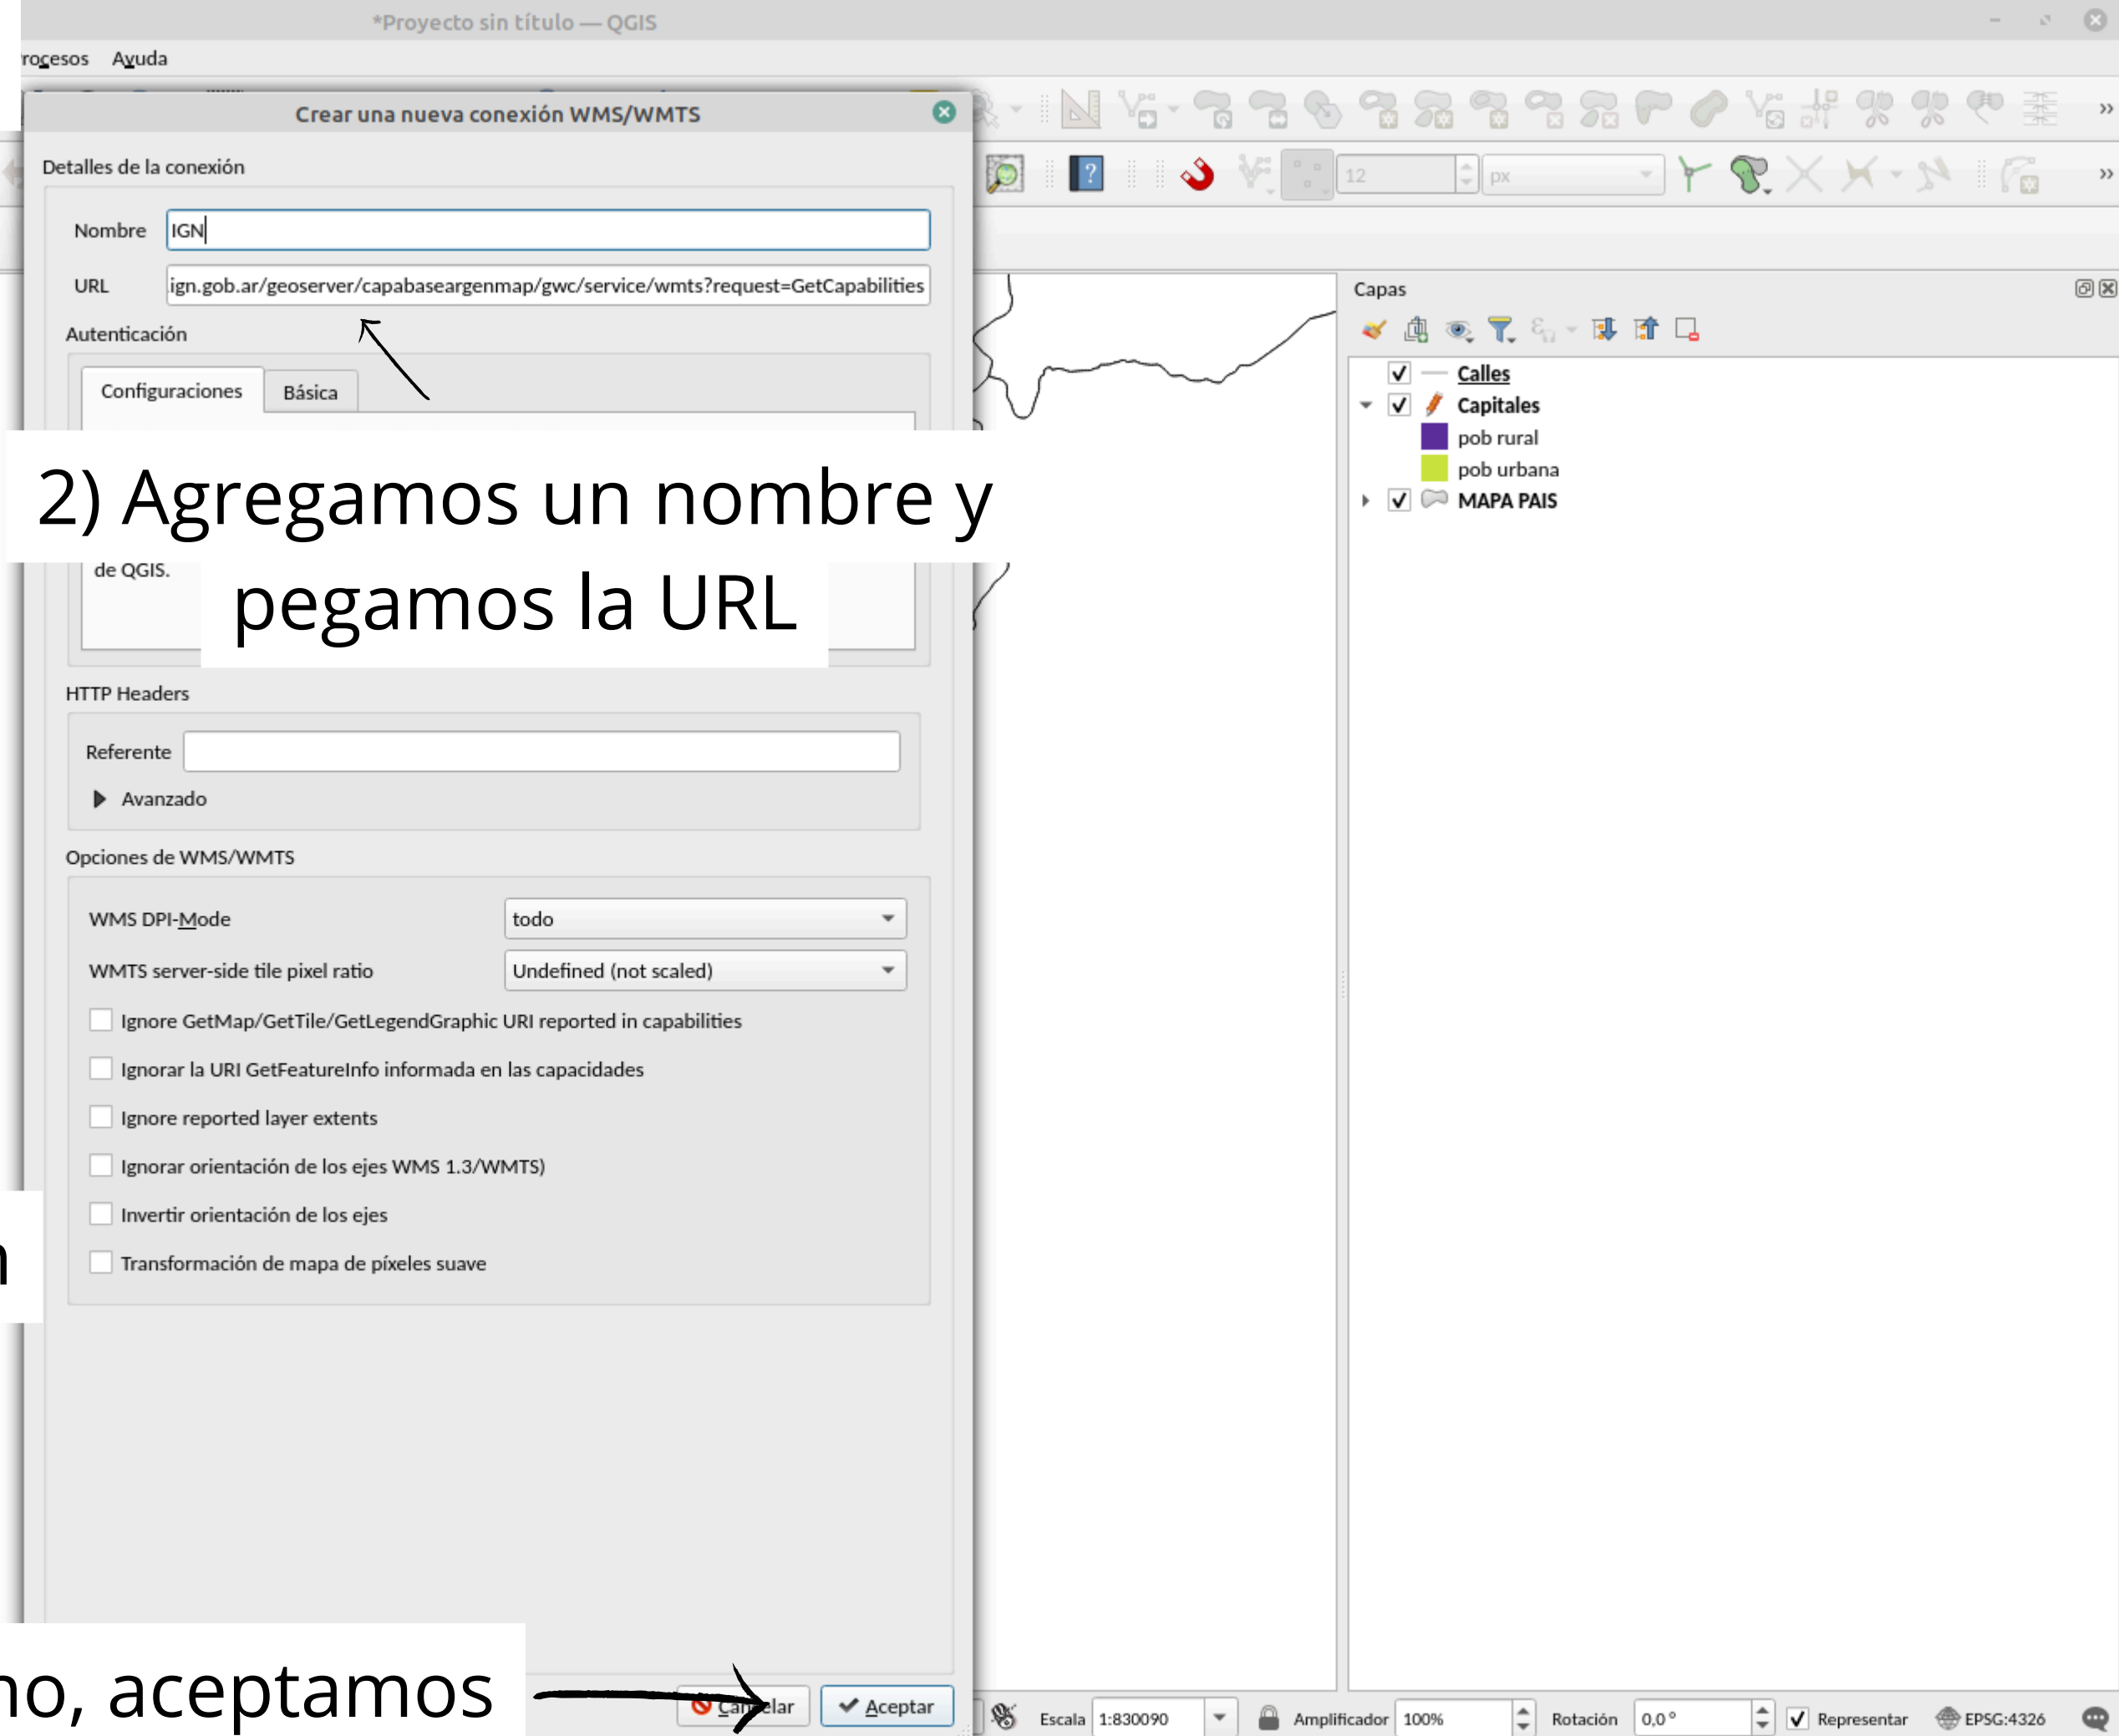 *Proyecto sin título — QGIS
Ayuda
Crear una nueva conexión WMS/WMTS
Detalles de la conexión
Nombre IGN
URL ign.gob.ar/geoserver/capabaseargenmap/gwc/service/wmts?request=GetCapabilities
Autenticación
Configuraciones Básica
2) Agregamos un nombre y
pegamos la URL
de QGIS.
HTTP Headers
Referente
Avanzado
Opciones de WMS/WMTS
WMS DPI-Mode todo
WMTS server-side tile pixel ratio Undefined (not scaled)
Ignore GetMap/GetTile/GetLegendGraphic URI reported in capabilities
Ignorar la URI GetFeatureInfo informada en las capacidades
Ignore reported layer extents
Ignorar orientación de los ejes WMS 1.3/WMTS)
Invertir orientación de los ejes
Transformación de mapa de píxeles suave
aceptamos
Cancelar Aceptar
12 px
Capas
Calles
Capitales
pob rural
pob urbana
MAPA PAIS
Escala 1:830090 Amplificador 100% Rotación 0,0 ° Representar EPSG:4326